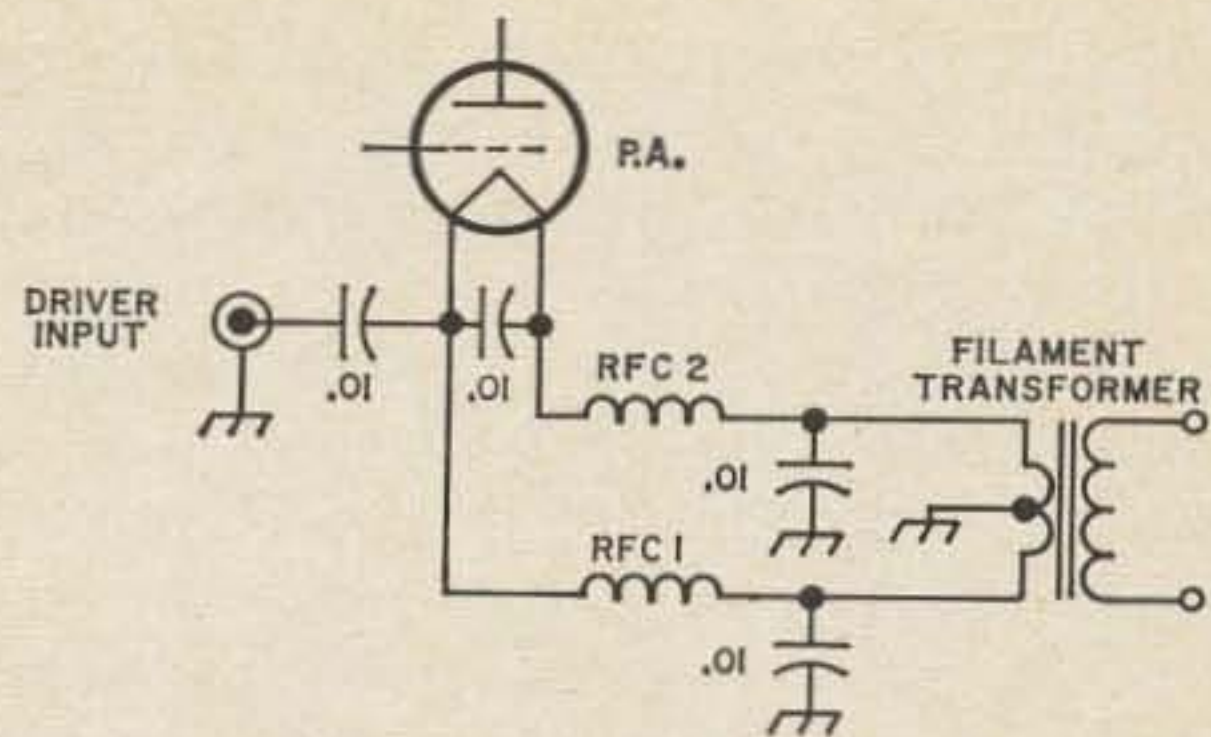 P.A.
DRIVER
INPUT
.01
.01
RFC 2
FILAMENT
TRANSFORMER
.01
RFC 1
.01